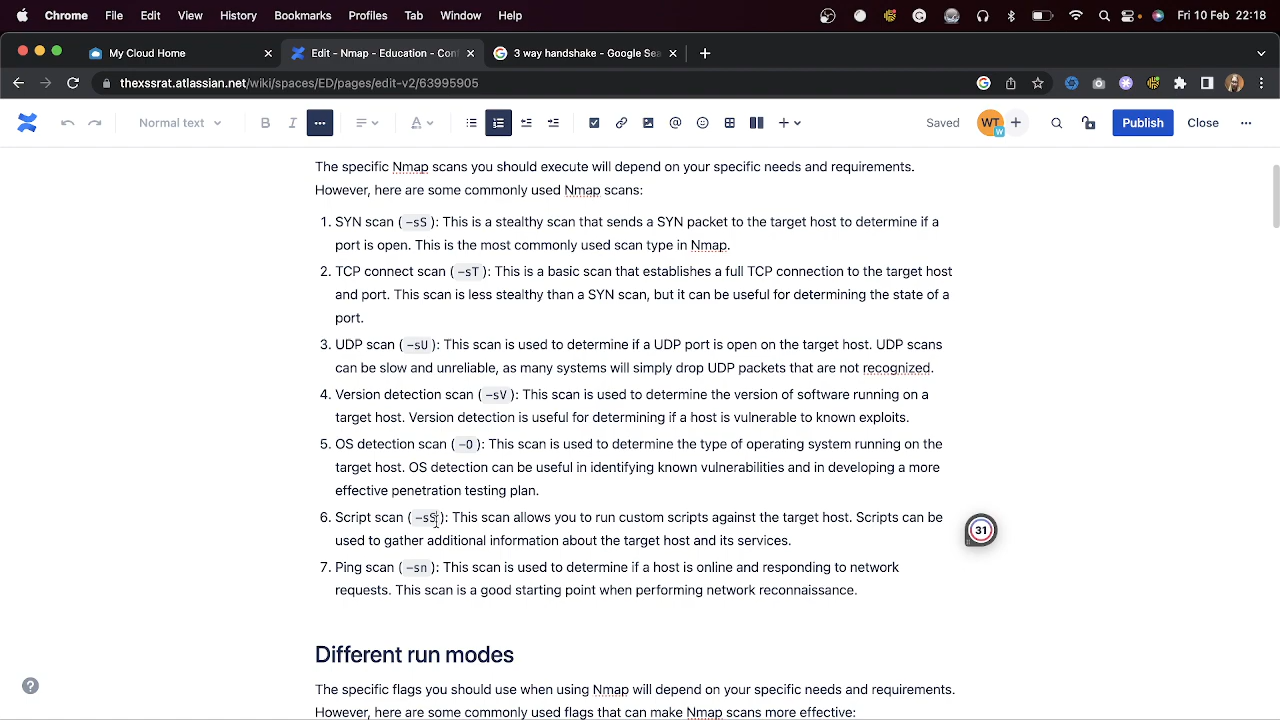 Chrome File Edit View History Bookmarks Profiles Tab Window Help Fri 10 Feb 22:18
My Cloud Home Edit - Nmap - Education - Conf 3 way handshake - Google Sea
thexssrat.atlassian.net/wiki/spaces/ED/pages/edit-v2/63995905
Normal text B I A Saved WT W Publish Close
The specific Nmap scans you should execute will depend on your specific needs and requirements.
However, here are some commonly used Nmap scans:
1. SYN scan ( -sS ): This is a stealthy scan that sends a SYN packet to the target host to determine if a
port is open. This is the most commonly used scan type in Nmap.
2. TCP connect scan ( -sT ): This is a basic scan that establishes a full TCP connection to the target host
and port. This scan is less stealthy than a SYN scan, but it can be useful for determining the state of a
port.
3. UDP scan ( -sU ): This scan is used to determine if a UDP port is open on the target host. UDP scans
can be slow and unreliable, as many systems will simply drop UDP packets that are not recognized.
4. Version detection scan ( -sV ): This scan is used to determine the version of software running on a
target host. Version detection is useful for determining if a host is vulnerable to known exploits.
5. OS detection scan ( -O ): This scan is used to determine the type of operating system running on the
target host. OS detection can be useful in identifying known vulnerabilities and in developing a more
effective penetration testing plan.
6. Script scan ( -sS ): This scan allows you to run custom scripts against the target host. Scripts can be
used to gather additional information about the target host and its services.
31
7. Ping scan ( -sn ): This scan is used to determine if a host is online and responding to network
requests. This scan is a good starting point when performing network reconnaissance.
Different run modes
The specific flags you should use when using Nmap will depend on your specific needs and requirements.
However, here are some commonly used flags that can make Nmap scans more effective: